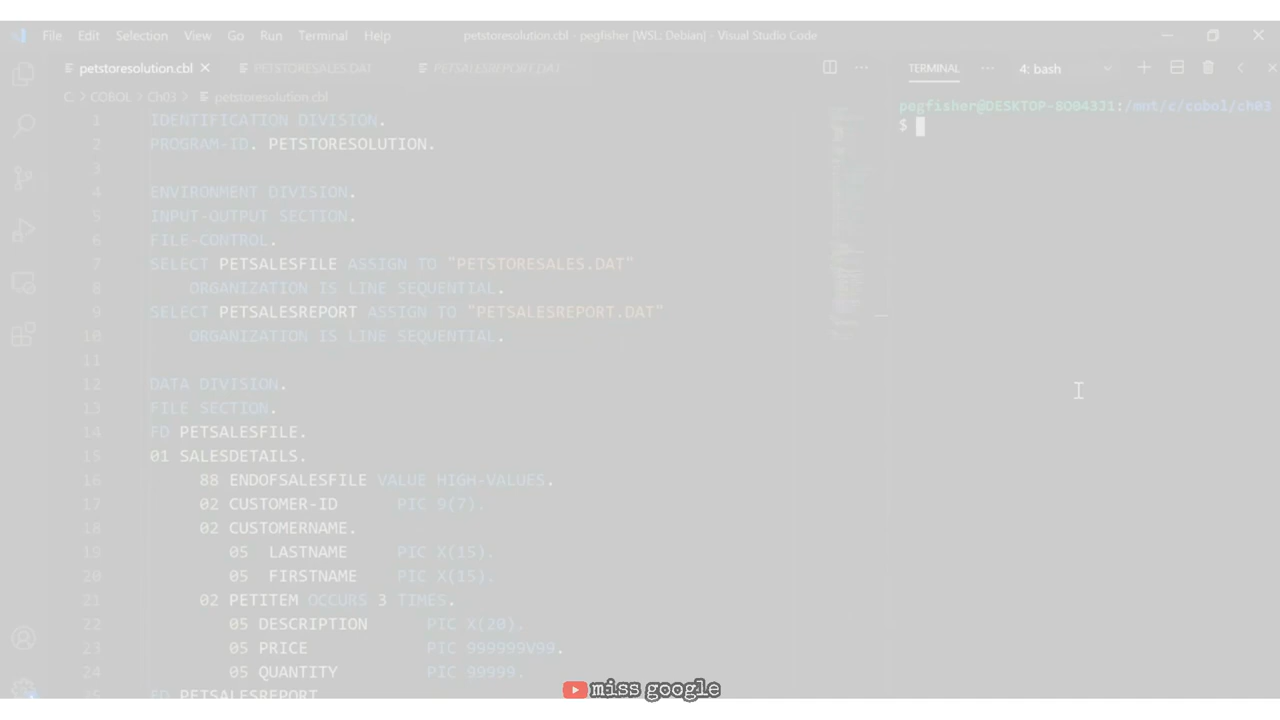 File Edit Selection View Go Run Terminal Help petstoresolution.cbl - pegfisher [WSL: Debian] - Visual Studio Code
petstoresolution.cbl PETSTORESALES.DAT PETSALESREPORT.DAT TERMINAL 4: bash
C: > COBOL > Ch03 > petstoresolution.cbl
1 IDENTIFICATION DIVISION.
2 PROGRAM-ID. PETSTORESOLUTION.
3
4 ENVIRONMENT DIVISION.
5 INPUT-OUTPUT SECTION.
6 FILE-CONTROL.
7 SELECT PETSALESFILE ASSIGN TO "PETSTORESALES.DAT"
8 ORGANIZATION IS LINE SEQUENTIAL.
9 SELECT PETSALESREPORT ASSIGN TO "PETSALESREPORT.DAT"
10 ORGANIZATION IS LINE SEQUENTIAL.
11
12 DATA DIVISION.
13 FILE SECTION.
14 FD PETSALESFILE.
15 01 SALESDETAILS.
16 88 ENDOFSALESFILE VALUE HIGH-VALUES.
17 02 CUSTOMER-ID PIC 9(7).
18 02 CUSTOMERNAME.
19 05 LASTNAME PIC X(15).
20 05 FIRSTNAME PIC X(15).
21 02 PETITEM OCCURS 3 TIMES.
22 05 DESCRIPTION PIC X(20).
23 05 PRICE PIC 999999V99.
24 05 QUANTITY PIC 99999.
25 FD PETSALESREPORT
pegfisher@DESKTOP-8O043J1:/mnt/c/cobol/ch03
$
miss google